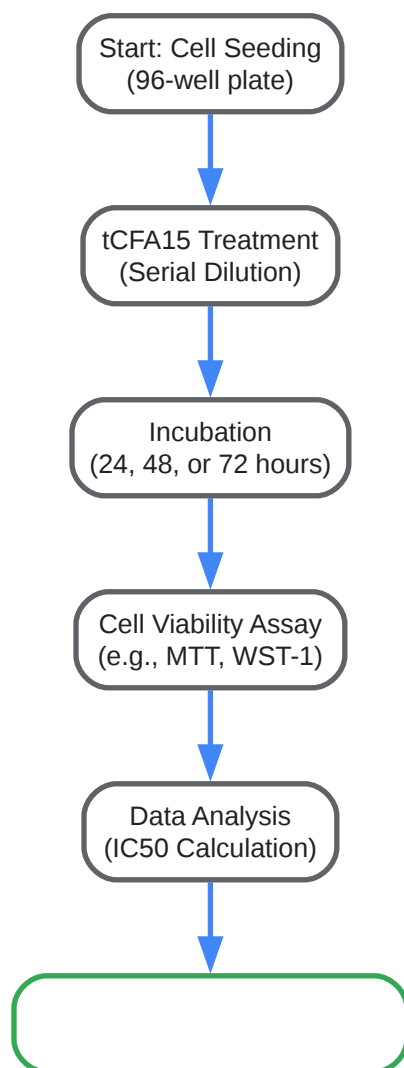 Start: Cell Seeding
(96-well plate)
tCFA15 Treatment
(Serial Dilution)
Incubation
(24, 48, or 72 hours)
Cell Viability Assay
(e.g., MTT, WST-1)
Data Analysis
(IC50 Calculation)